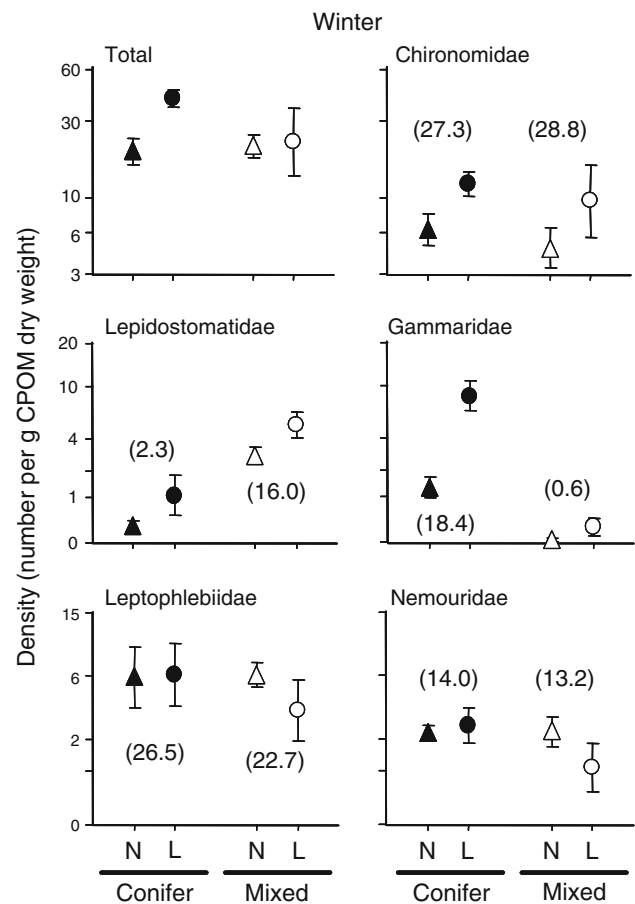 Winter
Total
Chironomidae
60
30
10
6
3
(27.3)
(28.8)
Density (number per g CPOM dry weight)
Lepidostomatidae
Gammaridae
20
10
4
1
0
(2.3)
(16.0)
(18.4)
(0.6)
Leptophlebiidae
Nemouridae
15
6
2
0
(26.5)
(22.7)
(14.0)
(13.2)
N L N L N L N L
Conifer Mixed Conifer Mixed